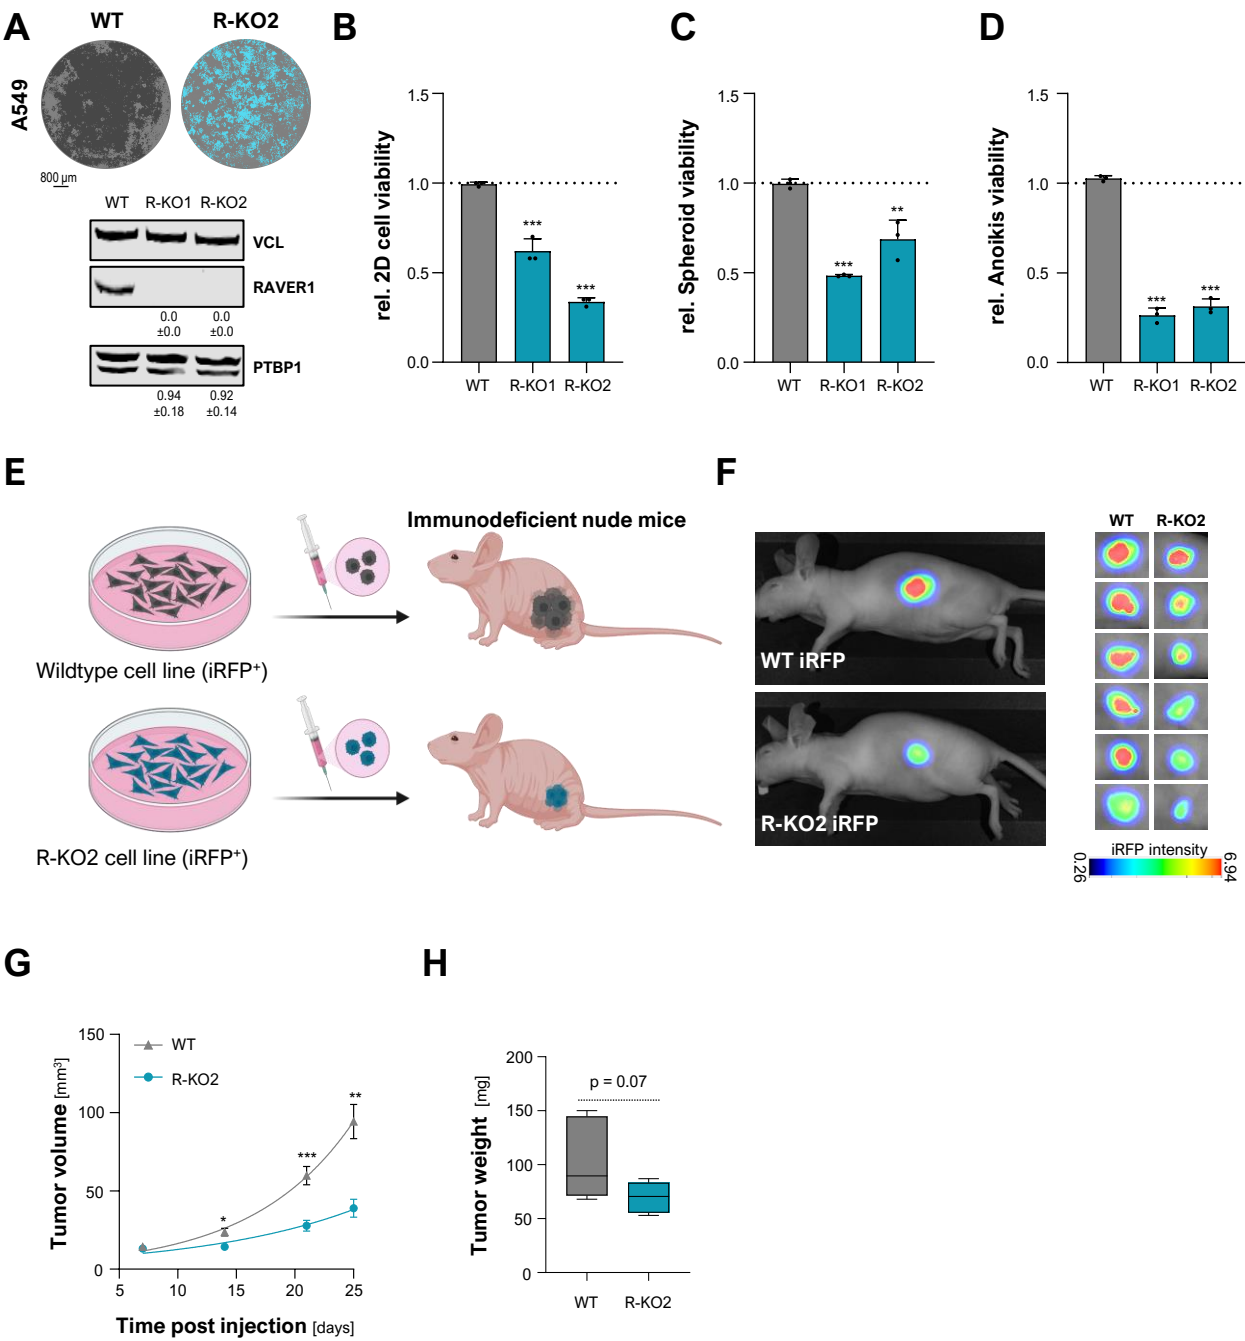 A
WT
R-KO2
A549
800 µm
WT R-KO1 R-KO2
VCL
RAVER1
0.0 0.0
±0.0 ±0.0
PTBP1
0.94 0.92
±0.18 ±0.14
B
rel. 2D cell viability
1.5
1.0
0.5
0.0
***
***
WT R-KO1 R-KO2
C
rel. Spheroid viability
1.5
1.0
0.5
0.0
***
**
WT R-KO1 R-KO2
D
rel. Anoikis viability
1.5
1.0
0.5
0.0
***
***
WT R-KO1 R-KO2
E
Immunodeficient nude mice
Wildtype cell line (iRFP⁺)
R-KO2 cell line (iRFP⁺)
F
WT iRFP
R-KO2 iRFP
WT R-KO2
iRFP intensity
0.26
6.94
G
Tumor volume [mm³]
150
100
50
0
WT
R-KO2
*
***
**
5 10 15 20 25
Time post injection [days]
H
Tumor weight [mg]
200
150
100
50
0
p = 0.07
WT R-KO2